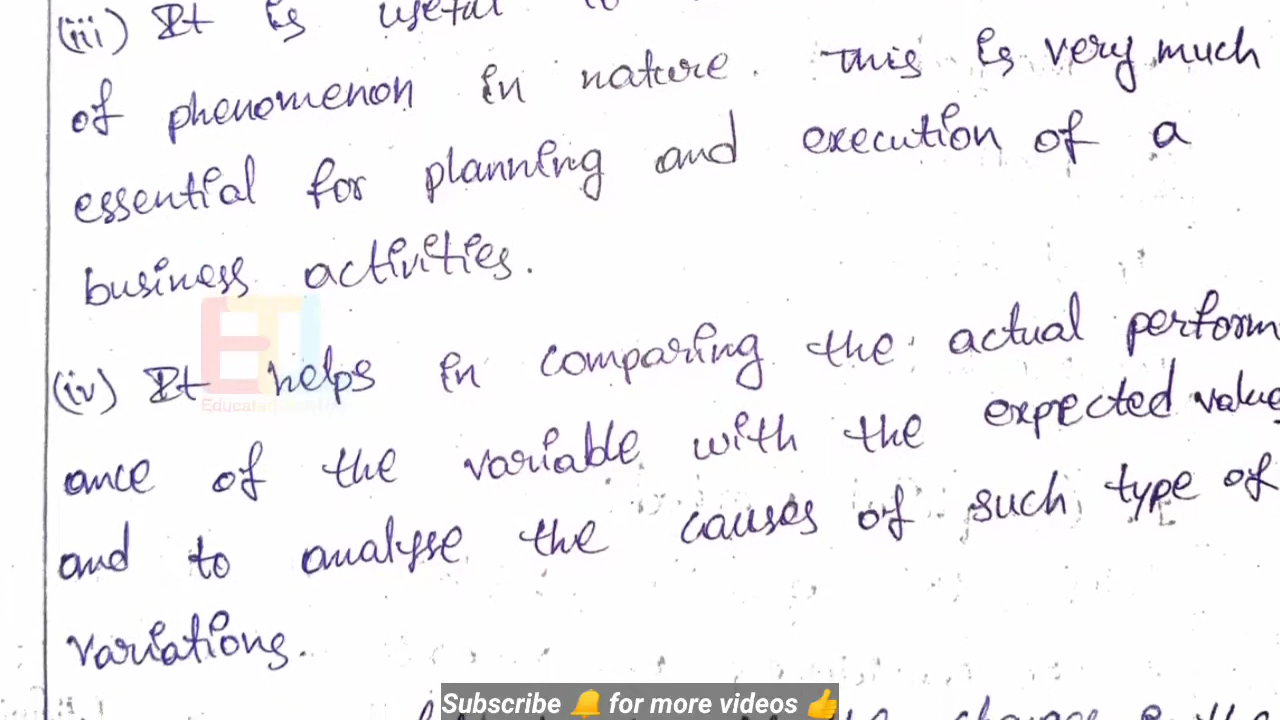 (iii) It is useful
of phenomenon in nature. This is very much
essential for planning and execution of a
business activities.
(iv) It helps in comparing the actual perform
ance of the variable with the expected value
and to analyse the causes of such type of
variations.
Subscribe 🔔 for more videos 👍